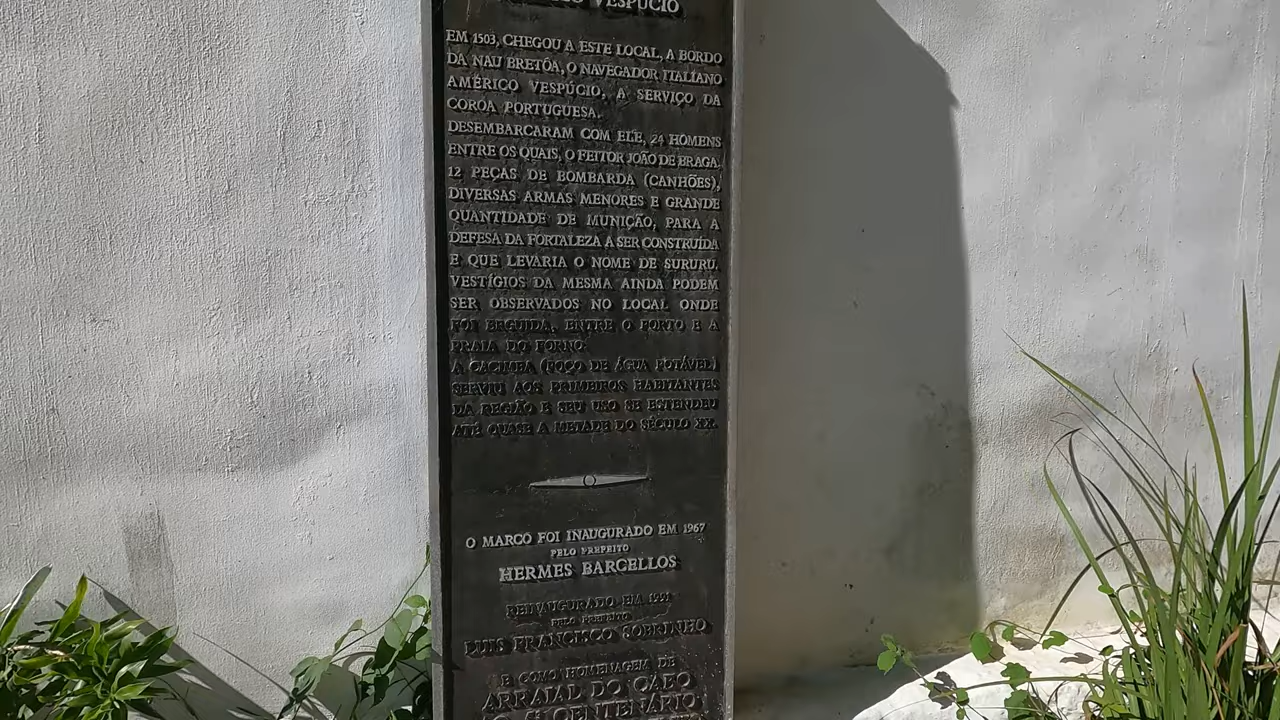 VESPÚCIO
EM 1503, CHEGOU A ESTE LOCAL, A BORDO
DA NAU BRETÔA, O NAVEGADOR ITALIANO
AMÉRICO VESPÚCIO, A SERVIÇO DA
COROA PORTUGUESA.
DESEMBARCARAM COM ELE, 24 HOMENS
ENTRE OS QUAIS, O FEITOR JOÃO DE BRAGA.
12 PEÇAS DE BOMBARDA (CANHÕES),
DIVERSAS ARMAS MENORES E GRANDE
QUANTIDADE DE MUNIÇÃO, PARA A
DEFESA DA FORTALEZA A SER CONSTRUÍDA
E QUE LEVARIA O NOME DE SURURU.
VESTÍGIOS DA MESMA AINDA PODEM
SER OBSERVADOS NO LOCAL ONDE
FOI ERGUIDA, ENTRE O PORTO E A
PRAIA DO FORNO.
A CACIMBA (POÇO DE ÁGUA POTÁVEL)
SERVIU AOS PRIMEIROS HABITANTES
DA REGIÃO E SEU USO SE ESTENDEU
ATÉ QUASE A METADE DO SÉCULO XX.
O MARCO FOI INAUGURADO EM 1967
PELO PREFEITO
HERMES BARCELLOS
REINAUGURADO EM
PELO PREFEITO
LUIS FRANCISCO SOBRINHO
E COMO HOMENAGEM DE
ARRAIAL DO CABO
AO 5º CENTENÁRIO